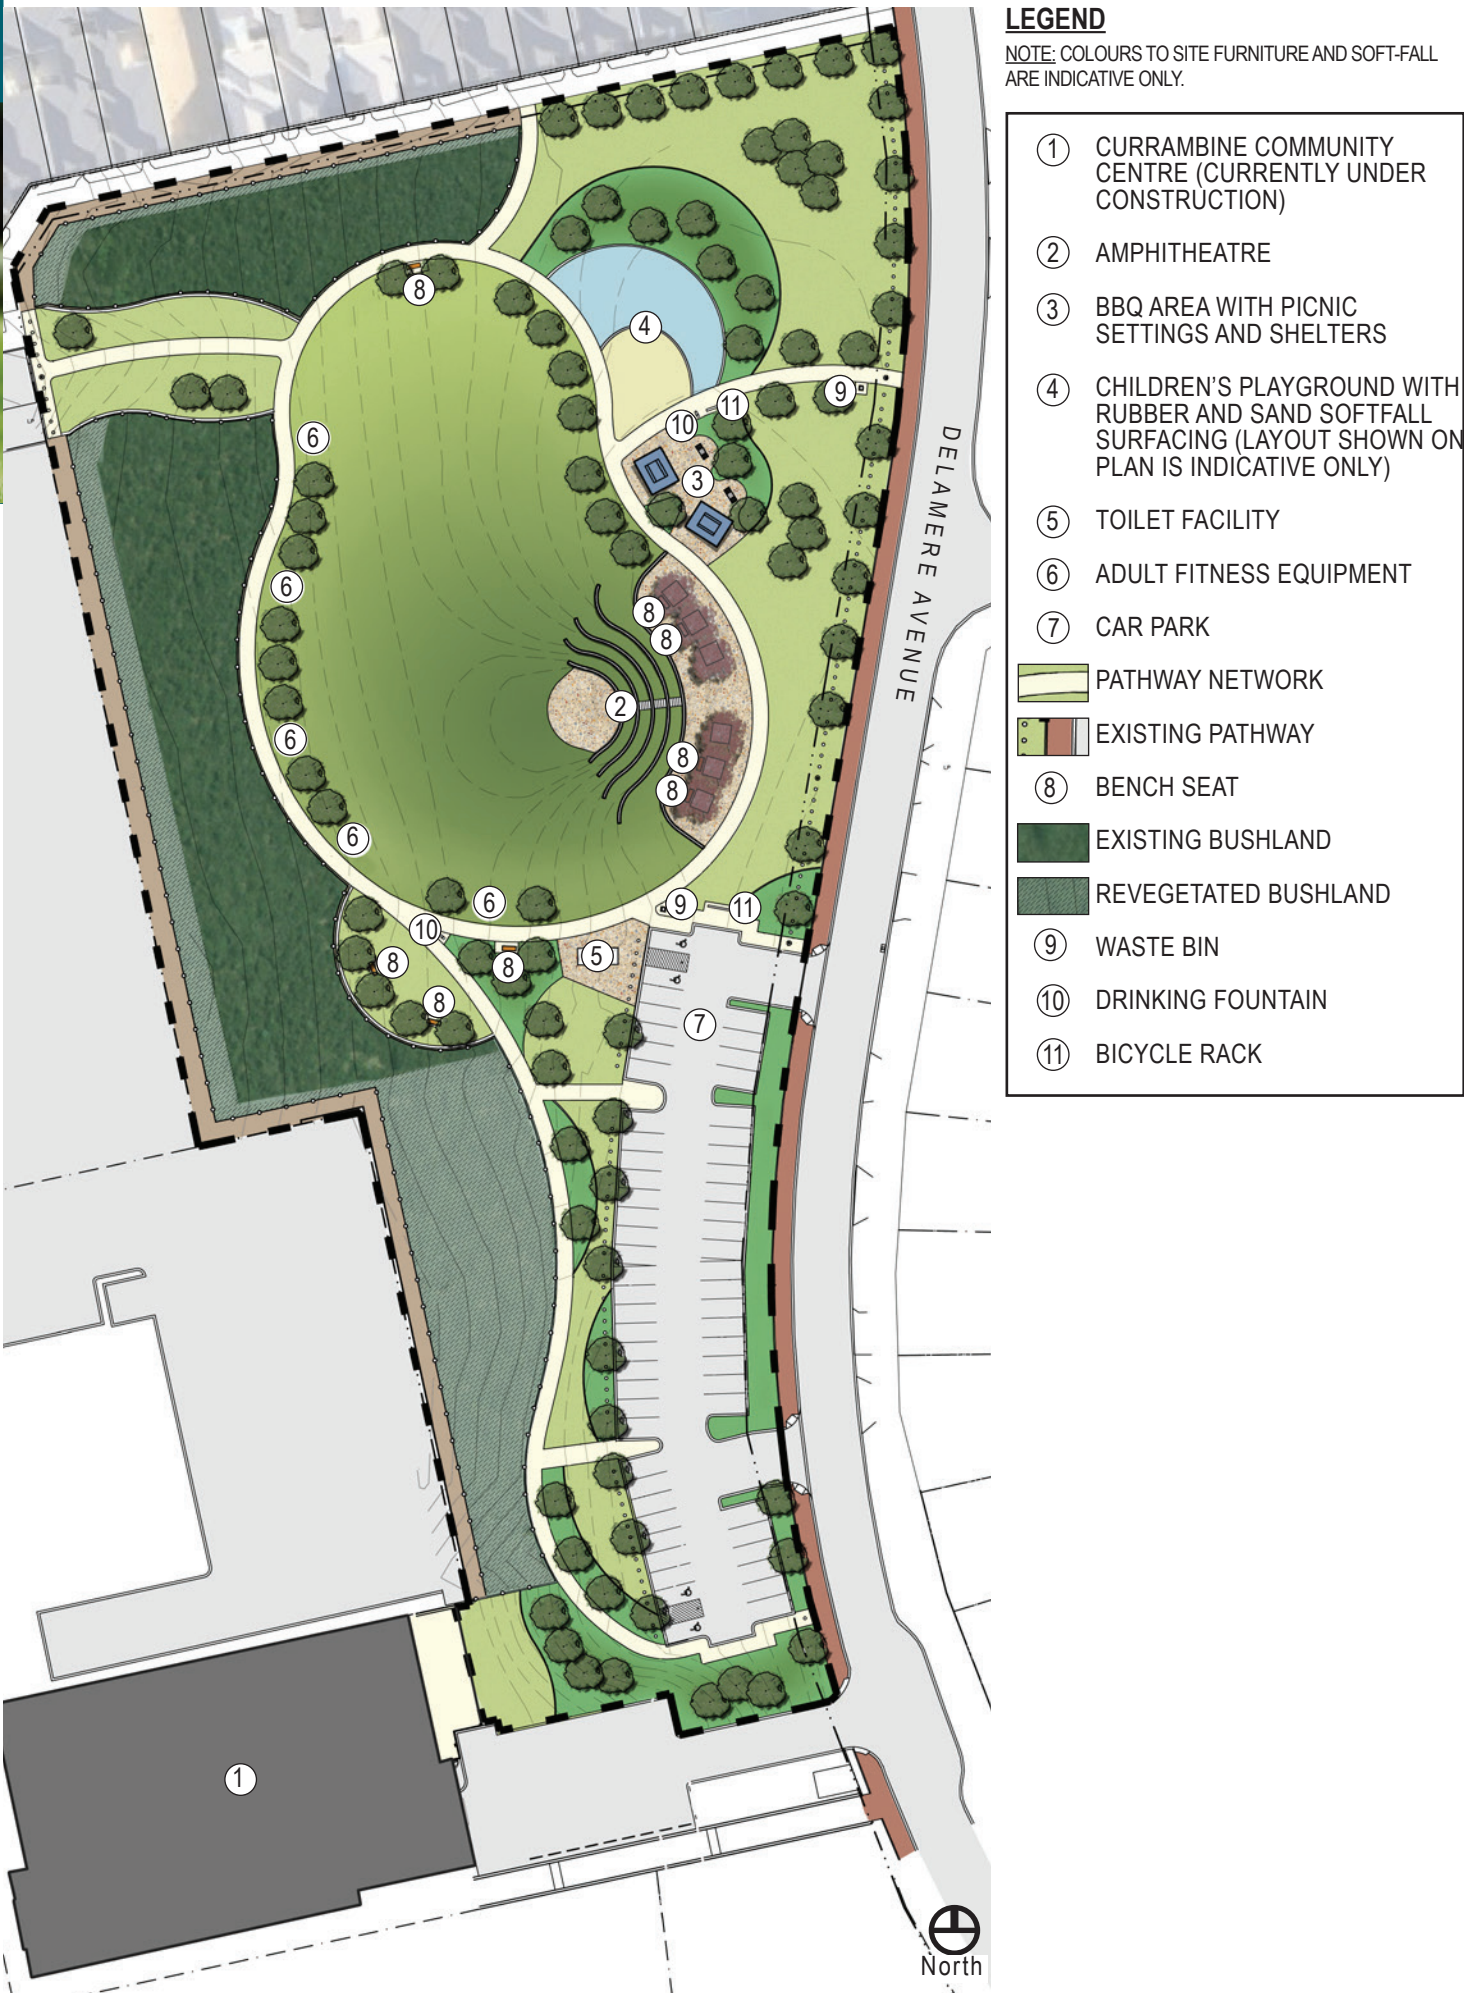 LEGEND
NOTE: COLOURS TO SITE FURNITURE AND SOFT-FALL
ARE INDICATIVE ONLY.
1 CURRAMBINE COMMUNITY
CENTRE (CURRENTLY UNDER
CONSTRUCTION)
2 AMPHITHEATRE
3 BBQ AREA WITH PICNIC
SETTINGS AND SHELTERS
4 CHILDREN'S PLAYGROUND WITH
RUBBER AND SAND SOFTFALL
SURFACING (LAYOUT SHOWN ON
PLAN IS INDICATIVE ONLY)
5 TOILET FACILITY
6 ADULT FITNESS EQUIPMENT
7 CAR PARK
PATHWAY NETWORK
EXISTING PATHWAY
8 BENCH SEAT
EXISTING BUSHLAND
REVEGETATED BUSHLAND
9 WASTE BIN
10 DRINKING FOUNTAIN
11 BICYCLE RACK
8
4
9
11
10
6
3
6
8
8
2
6
8
8
6
6
9
11
10
5
8
8
8
7
1
DELAMERE AVENUE
North